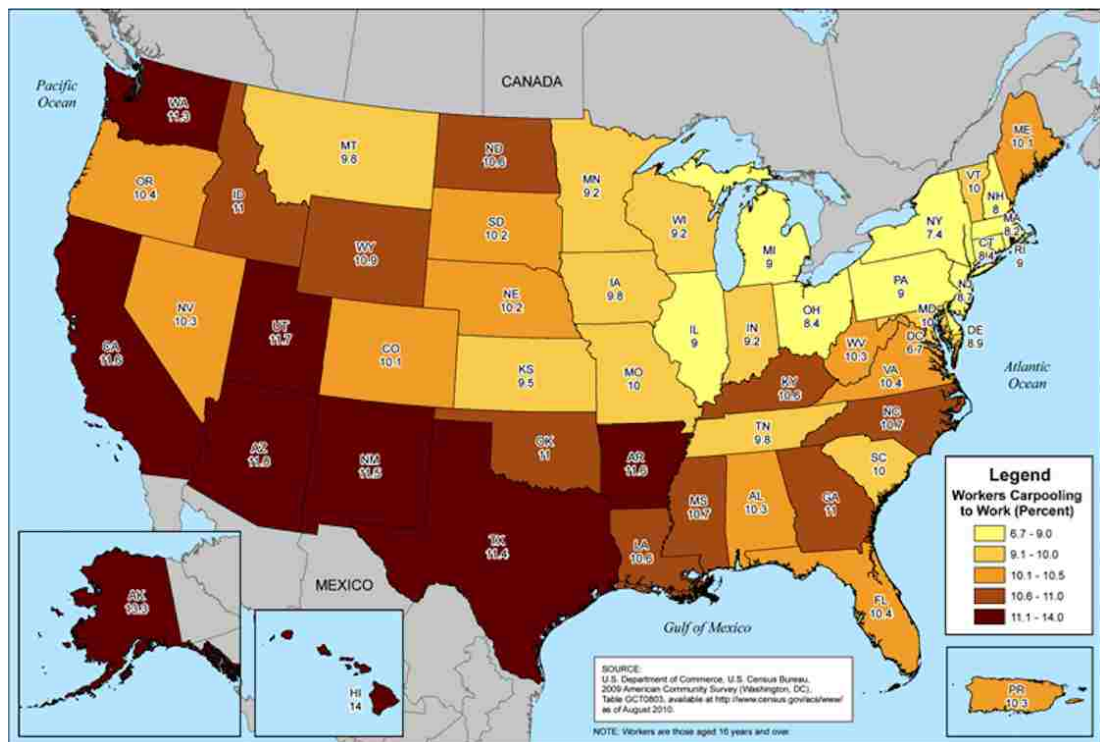 Pacific
Ocean
CANADA
WA
11.3
MT
9.8
ND
10.6
MN
9.2
ME
10.1
VT
10
NH
8
OR
10.4
ID
11
SD
10.2
WI
9.2
NY
7.4
MA
8.2
WY
10.9
MI
9
CT
8.4
RI
9
IA
9.8
PA
9
NJ
8.7
NE
10.2
NV
10.3
OH
8.4
MD
10
UT
11.7
IL
9
IN
9.2
DE
8.9
DC
6.7
CA
11.6
CO
10.1
WV
10.3
Atlantic
Ocean
KS
9.5
MO
10
VA
10.4
KY
10.6
NC
10.7
TN
9.8
AZ
NM
11.5
OK
11
AR
SC
10
MS
10.7
AL
10.3
GA
11
TX
11.4
LA
10.6
MEXICO
FL
10.4
Gulf of Mexico
AK
13.3
HI
14
PR
10.3
Legend
Workers Carpooling
to Work (Percent)
6.7 - 9.0
9.1 - 10.0
10.1 - 10.5
10.6 - 11.0
11.1 - 14.0
SOURCE:
U.S. Department of Commerce, U.S. Census Bureau,
2009 American Community Survey (Washington, DC),
Table GCT0803, available at http://www.census.gov/acs/www/
as of August 2010.
NOTE: Workers are those aged 16 years and over.